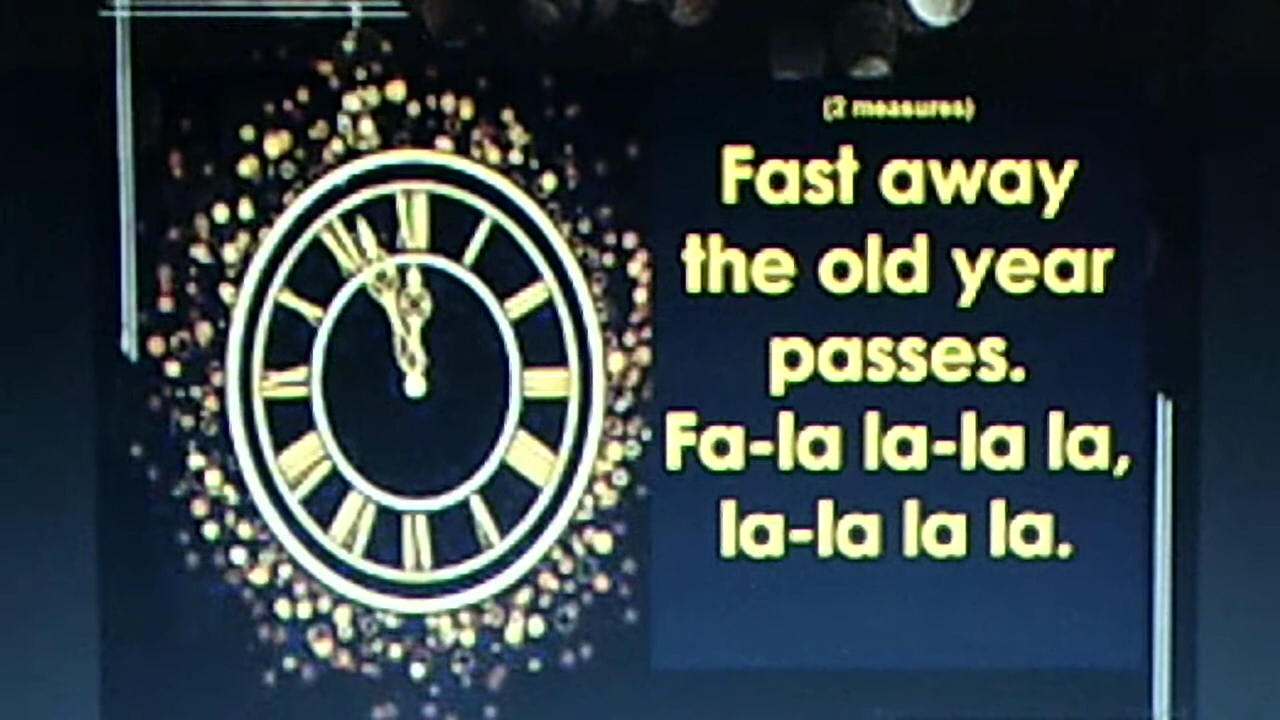 (2 measures)
Fast away
the old year
passes.
Fa-la la-la la,
la-la la la.